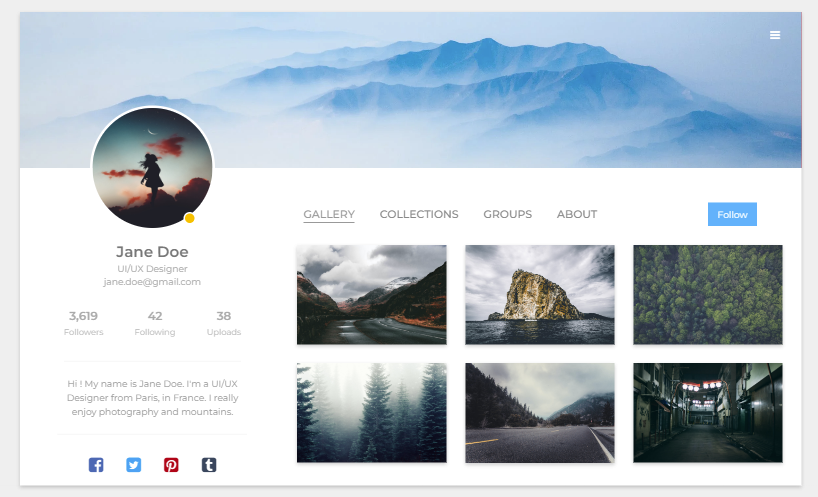 GALLERY COLLECTIONS GROUPS ABOUT Follow
Jane Doe
UI/UX Designer
jane.doe@gmail.com
3,619 42 38
Followers Following Uploads
Hi ! My name is Jane Doe. I'm a UI/UX
Designer from Paris, in France. I really
enjoy photography and mountains.